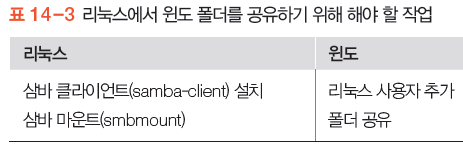 표 14-3 리눅스에서 윈도 폴더를 공유하기 위해 해야 할 작업
리눅스 윈도
삼바 클라이언트(samba-client) 설치 리눅스 사용자 추가
삼바 마운트(smbmount) 폴더 공유